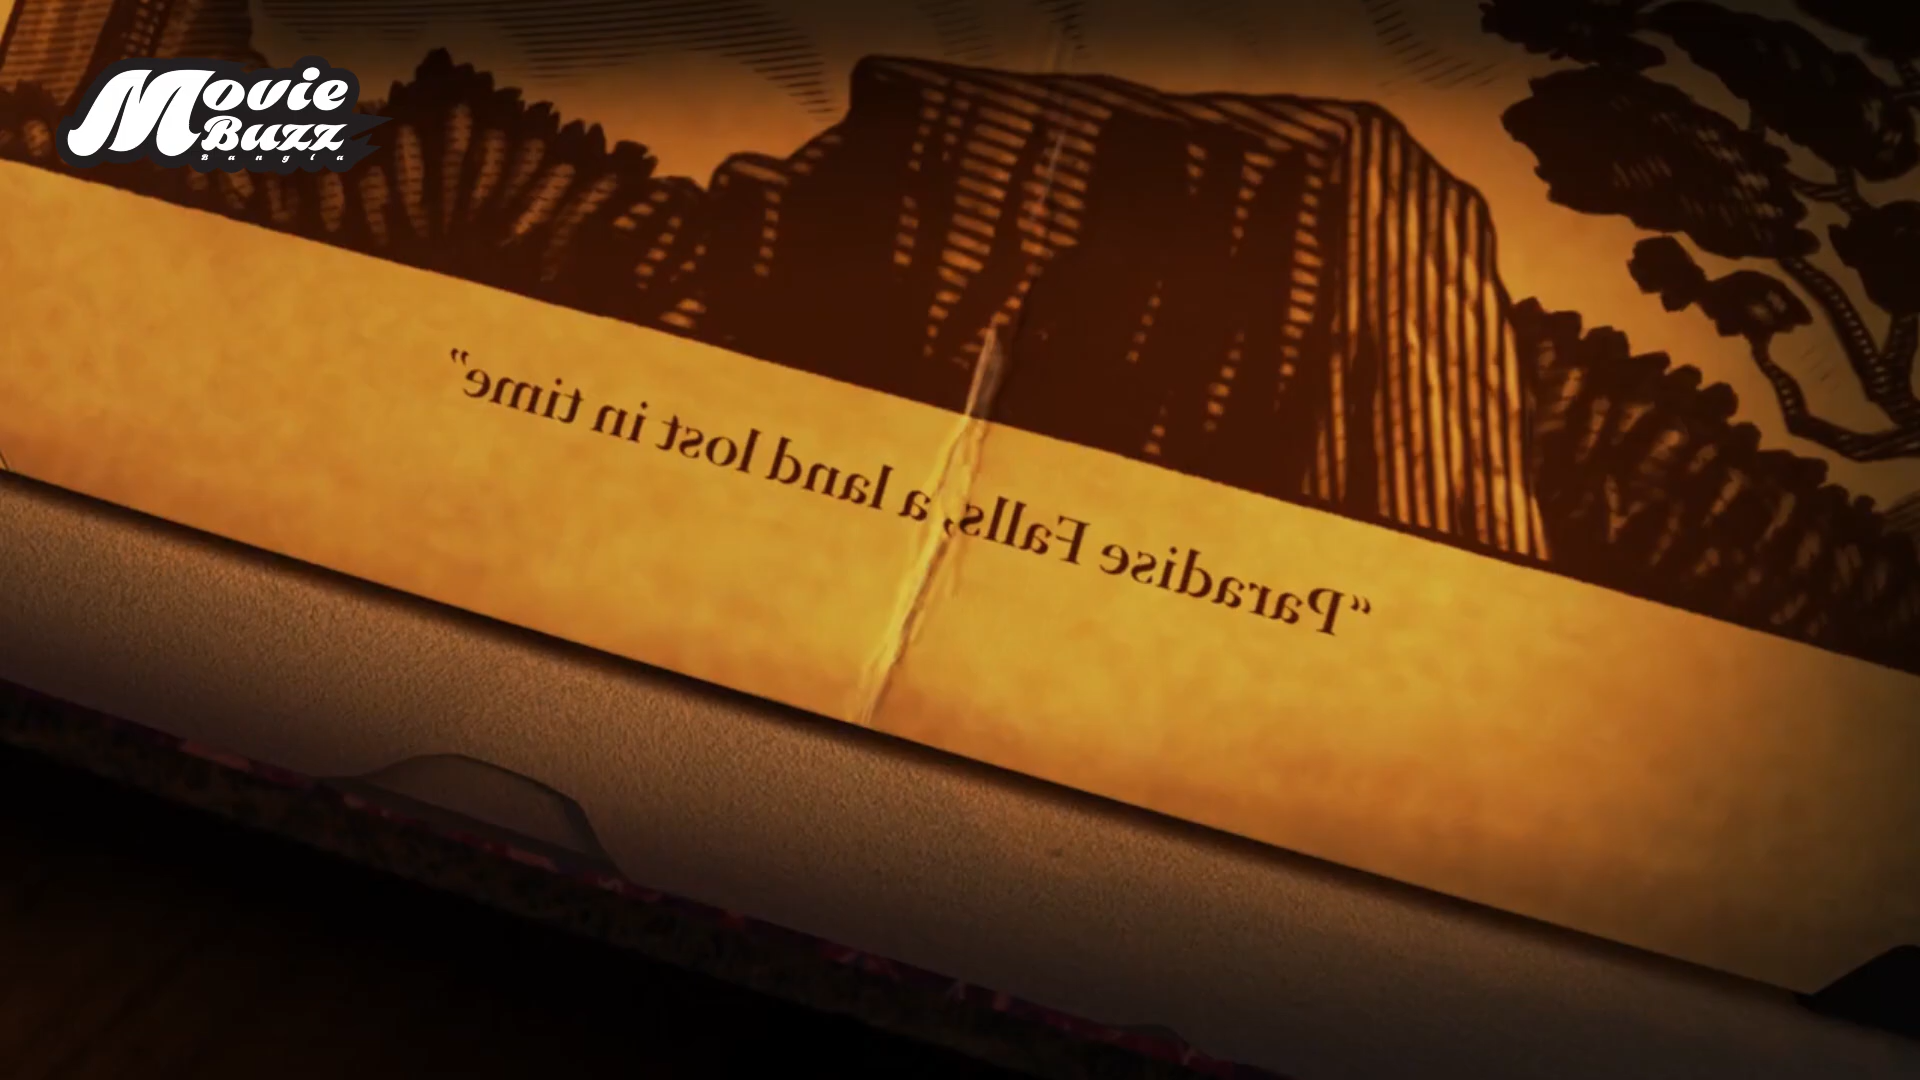 Movie
Buzz
Bangla
“Paradise Falls, a land lost in time”